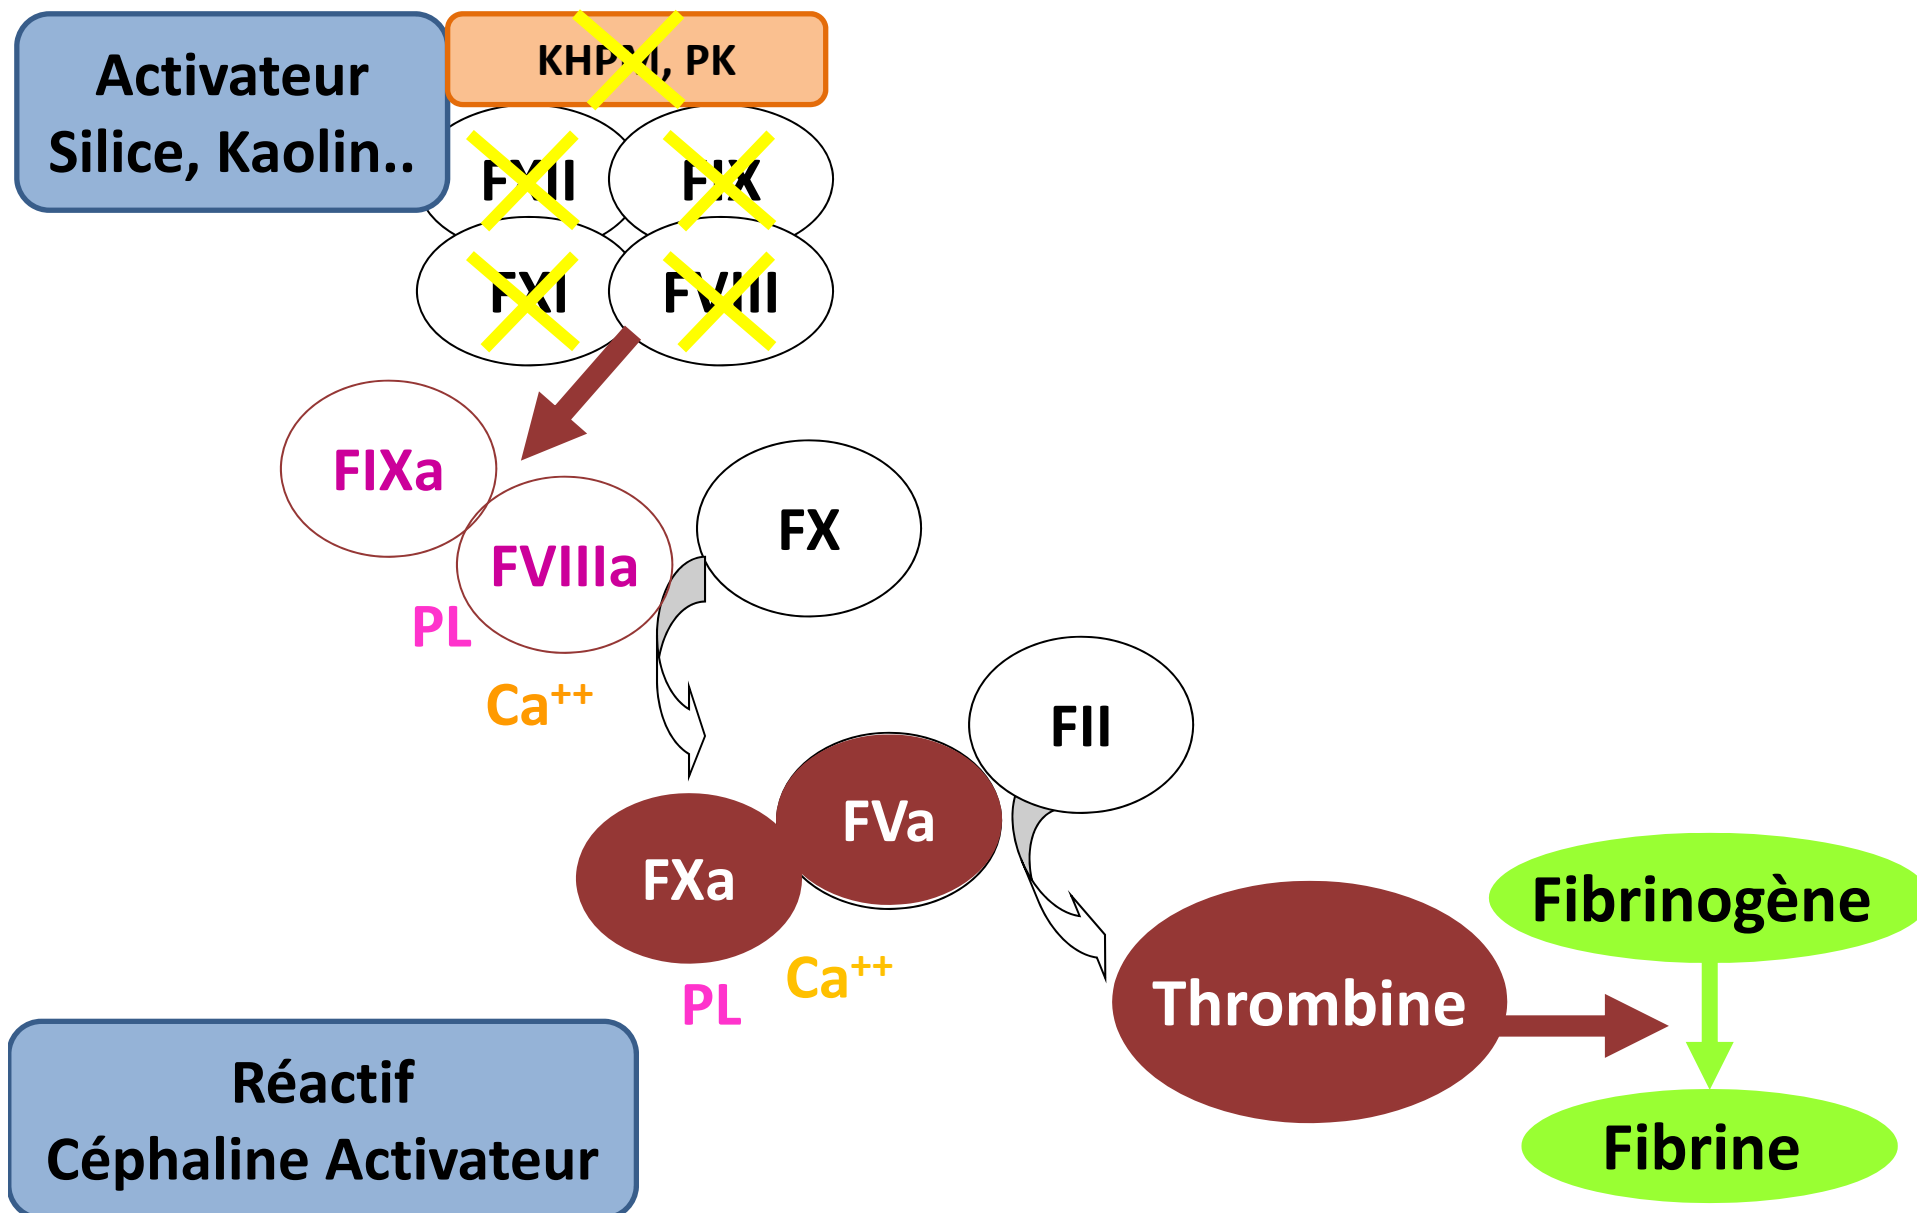 Activateur
Silice, Kaolin..
KHPM, PK
FXII
FIX
FXI
FVIII
FIXa
FVIIIa
FX
PL
Ca++
FII
FVa
FXa
Ca++
PL
Thrombine
Fibrinogène
Fibrine
Réactif
Céphaline Activateur